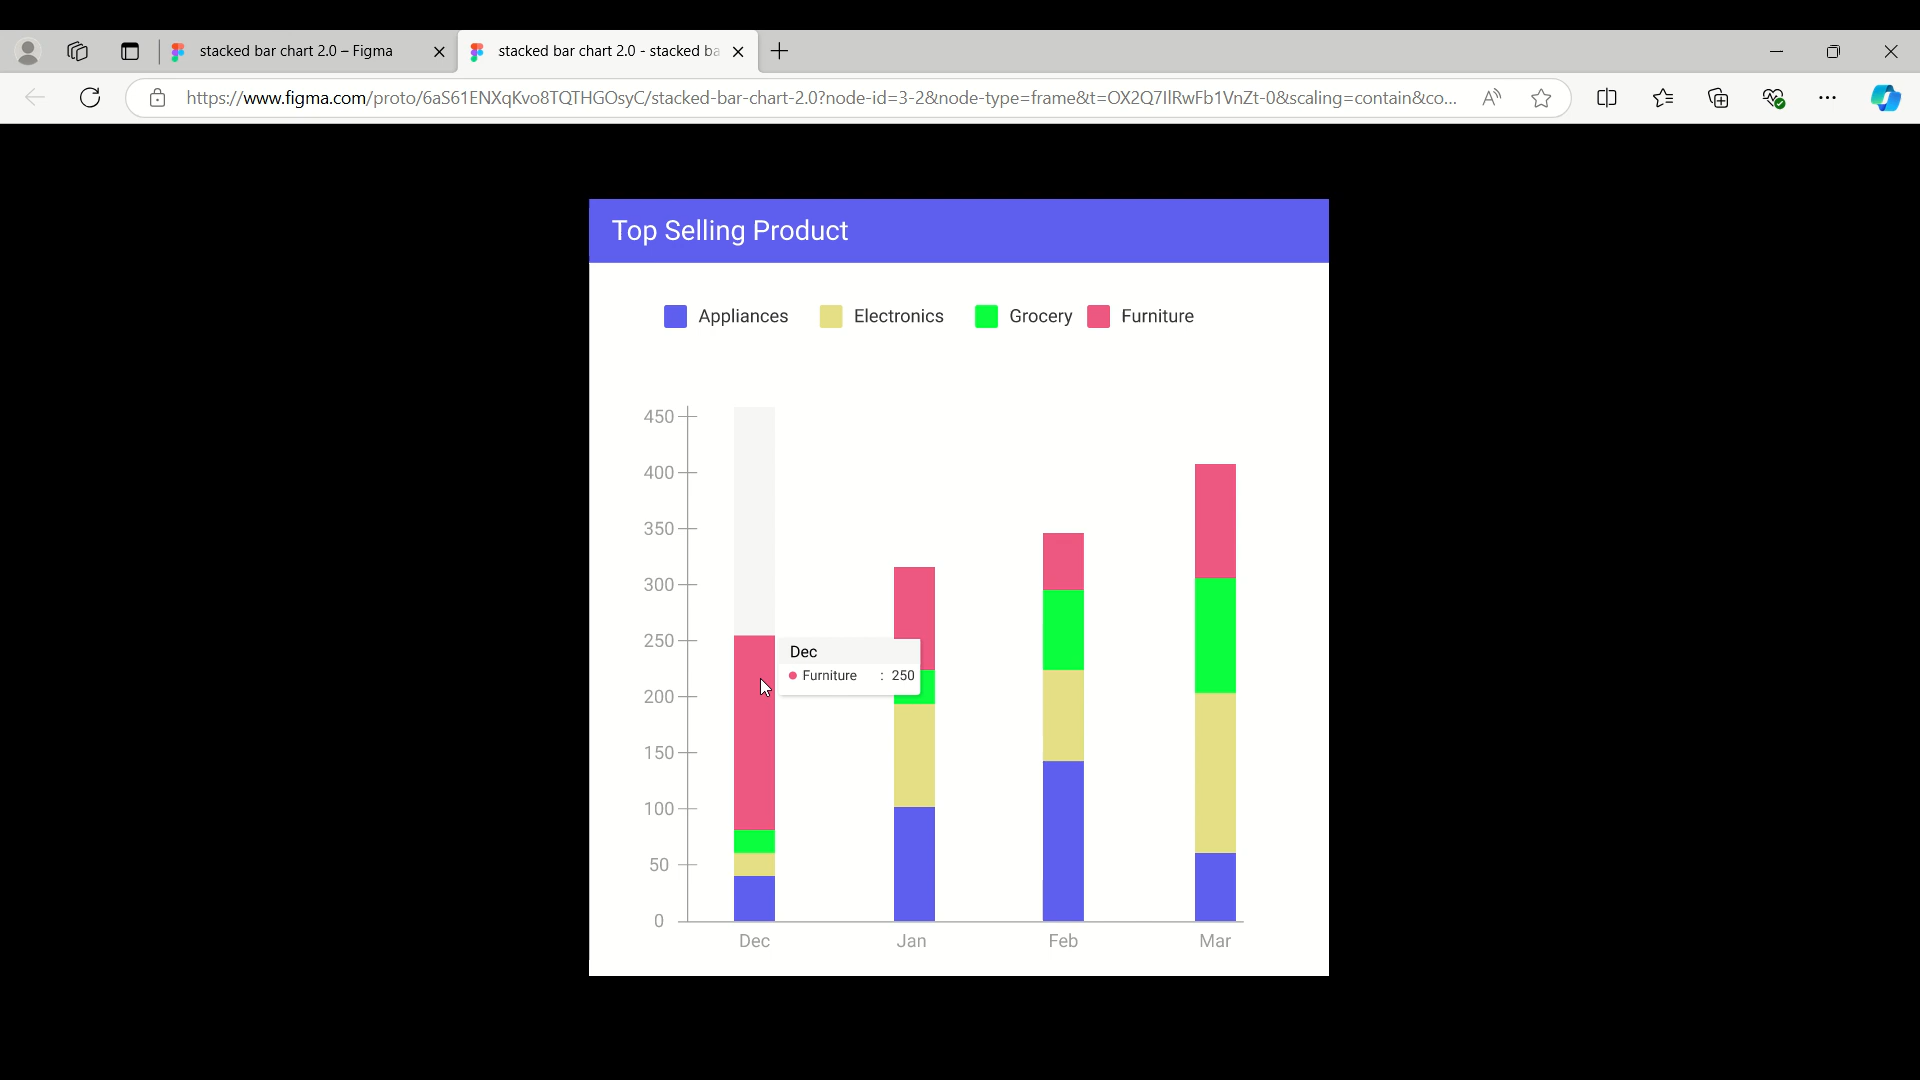 stacked bar chart 2.0 – Figma
stacked bar chart 2.0 - stacked ba
https://www.figma.com/proto/6aS61ENXqKvo8TQTHGOsyC/stacked-bar-chart-2.0?node-id=3-2&node-type=frame&t=OX2Q7IlRwFb1VnZt-0&scaling=contain&co...
Top Selling Product
Appliances Electronics Grocery Furniture
450
400
350
300
250
200
150
100
50
0
Dec
Furniture : 250
Dec Jan Feb Mar